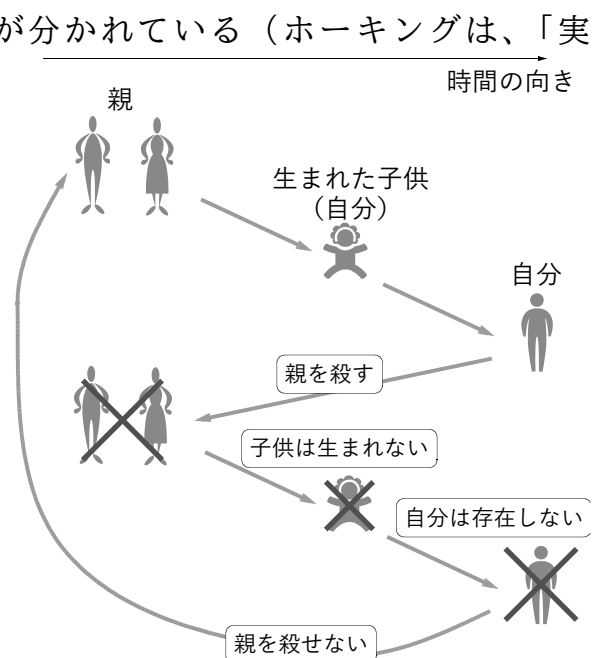 が分かれている（ホーキングは、「実
時間の向き
親
生まれた子供
（自分）
自分
親を殺す
子供は生まれない
自分は存在しない
親を殺せない